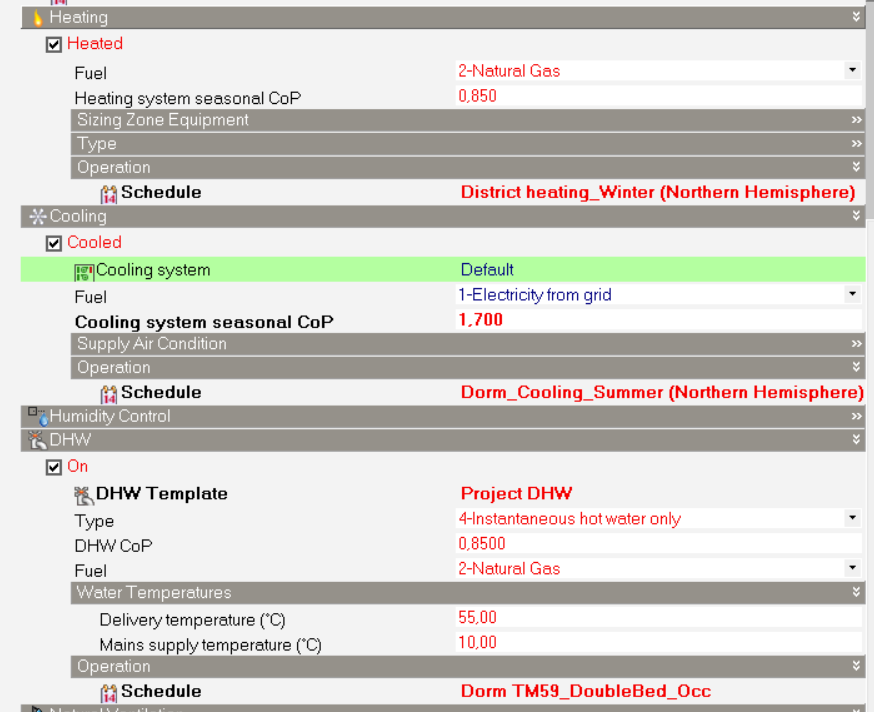 Heating
Heated
Fuel 2-Natural Gas
Heating system seasonal CoP 0,850
Sizing Zone Equipment
Type
Operation
14 Schedule District heating_Winter (Northern Hemisphere)
Cooling
Cooled
Cooling system Default
Fuel 1-Electricity from grid
Cooling system seasonal CoP 1,700
Supply Air Condition
Operation
14 Schedule Dorm_Cooling_Summer (Northern Hemisphere)
Humidity Control
DHW
On
DHW Template Project DHW
Type 4-Instantaneous hot water only
DHW CoP 0,8500
Fuel 2-Natural Gas
Water Temperatures
Delivery temperature (°C) 55,00
Mains supply temperature (°C) 10,00
Operation
14 Schedule Dorm TM59_DoubleBed_Occ